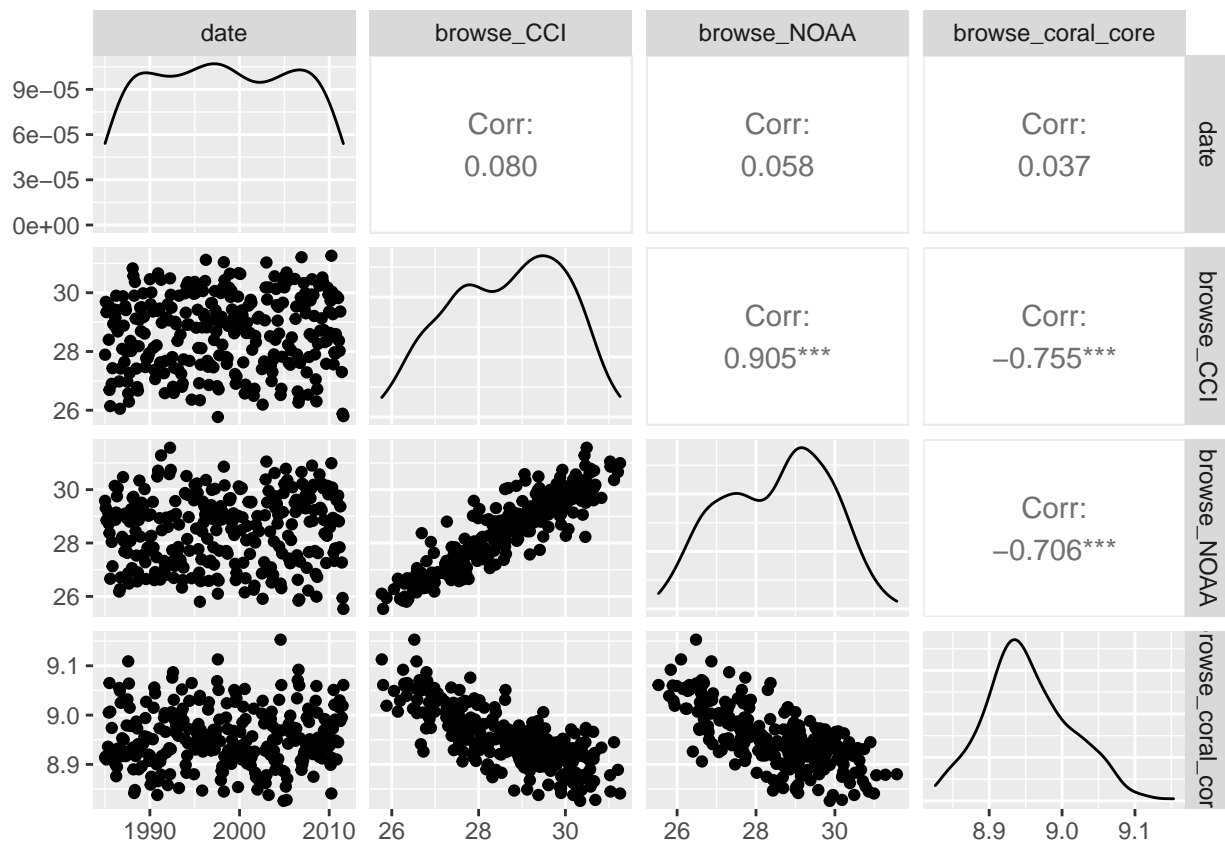 date browse_CCI browse_NOAA browse_coral_core
9e−05
6e−05
3e−05
0e+00
Corr:
0.080
Corr:
0.058
Corr:
0.037
date
30
28
26
Corr:
0.905***
Corr:
−0.755***
browse_CCI
30
28
26
Corr:
−0.706***
browse_NOAA
9.1
9.0
8.9
rowse_coral_cor
1990 2000 2010
26 28 30
26 28 30
8.9 9.0 9.1